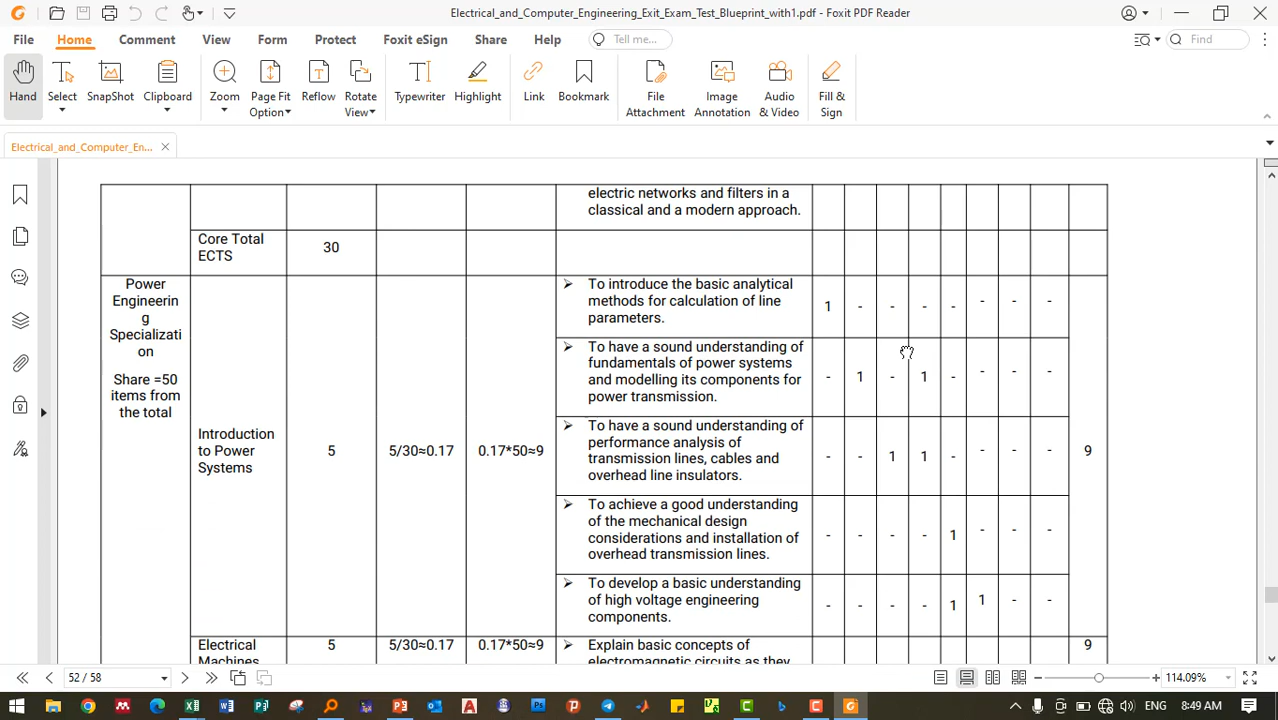 Electrical_and_Computer_Engineering_Exit_Exam_Test_Blueprint_with1.pdf - Foxit PDF Reader
File Home Comment View Form Protect Foxit eSign Share Help Tell me... Find
Hand Select SnapShot Clipboard Zoom Page Fit Option Reflow Rotate View Typewriter Highlight Link Bookmark File Attachment Image Annotation Audio & Video Fill & Sign
Electrical_and_Computer_En...
electric networks and filters in a
classical and a modern approach.
Core Total
ECTS
30
Power
Engineerin
g
Specializati
on
Share =50
items from
the total
Introduction
to Power
Systems
5
5/30≈0.17
0.17*50≈9
➢ To introduce the basic analytical
methods for calculation of line
parameters.
1 - - - - - - -
➢ To have a sound understanding of
fundamentals of power systems
and modelling its components for
power transmission.
- 1 - 1 - - - -
➢ To have a sound understanding of
performance analysis of
transmission lines, cables and
overhead line insulators.
- - 1 1 - - - -
9
➢ To achieve a good understanding
of the mechanical design
considerations and installation of
overhead transmission lines.
- - - - 1 - - -
➢ To develop a basic understanding
of high voltage engineering
components.
- - - - 1 1 - -
Electrical
Machines
5
5/30≈0.17
0.17*50≈9
➢ Explain basic concepts of
electromagnetic circuits as they
9
52 / 58
114.09%
ENG 8:49 AM